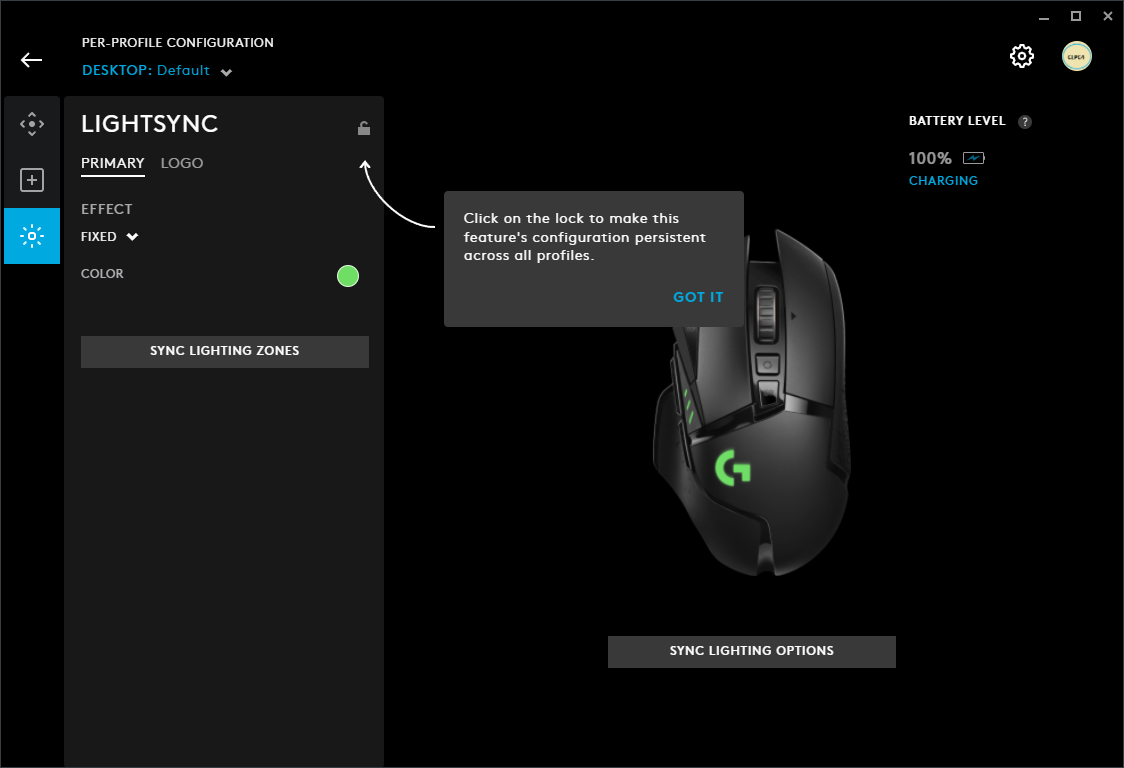 PER-PROFILE CONFIGURATION
DESKTOP: Default
LIGHTSYNC
PRIMARY LOGO
EFFECT
FIXED
COLOR
SYNC LIGHTING ZONES
Click on the lock to make this
feature's configuration persistent
across all profiles.
GOT IT
BATTERY LEVEL ?
100%
CHARGING
SYNC LIGHTING OPTIONS